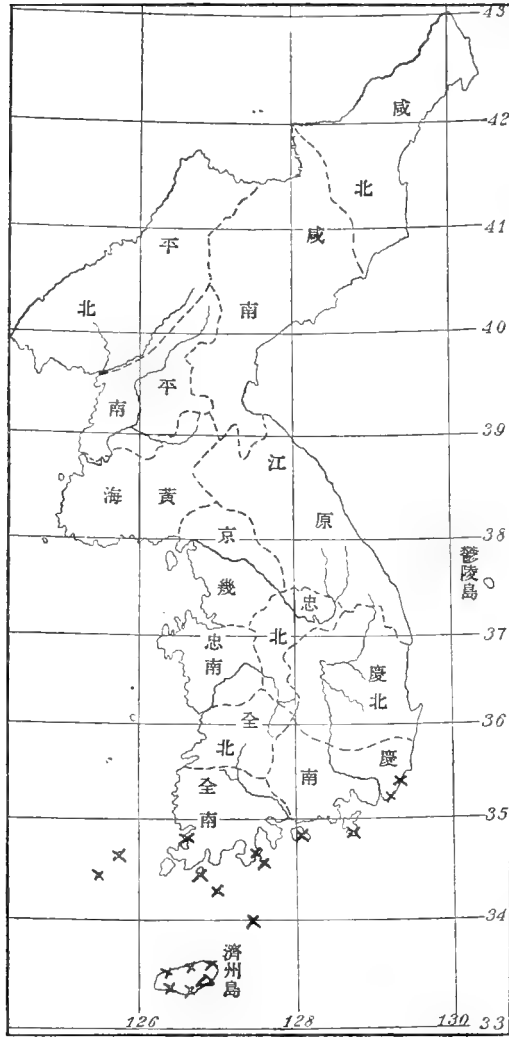 43
咸
北
42
平
北
咸
南
41
40
平
南
39
黃海
江
原
38
京
畿
鬱陵島
忠
北
37
忠
南
慶
北
36
全
北
慶
南
全
南
35
34
濟州島
33
126
128
130